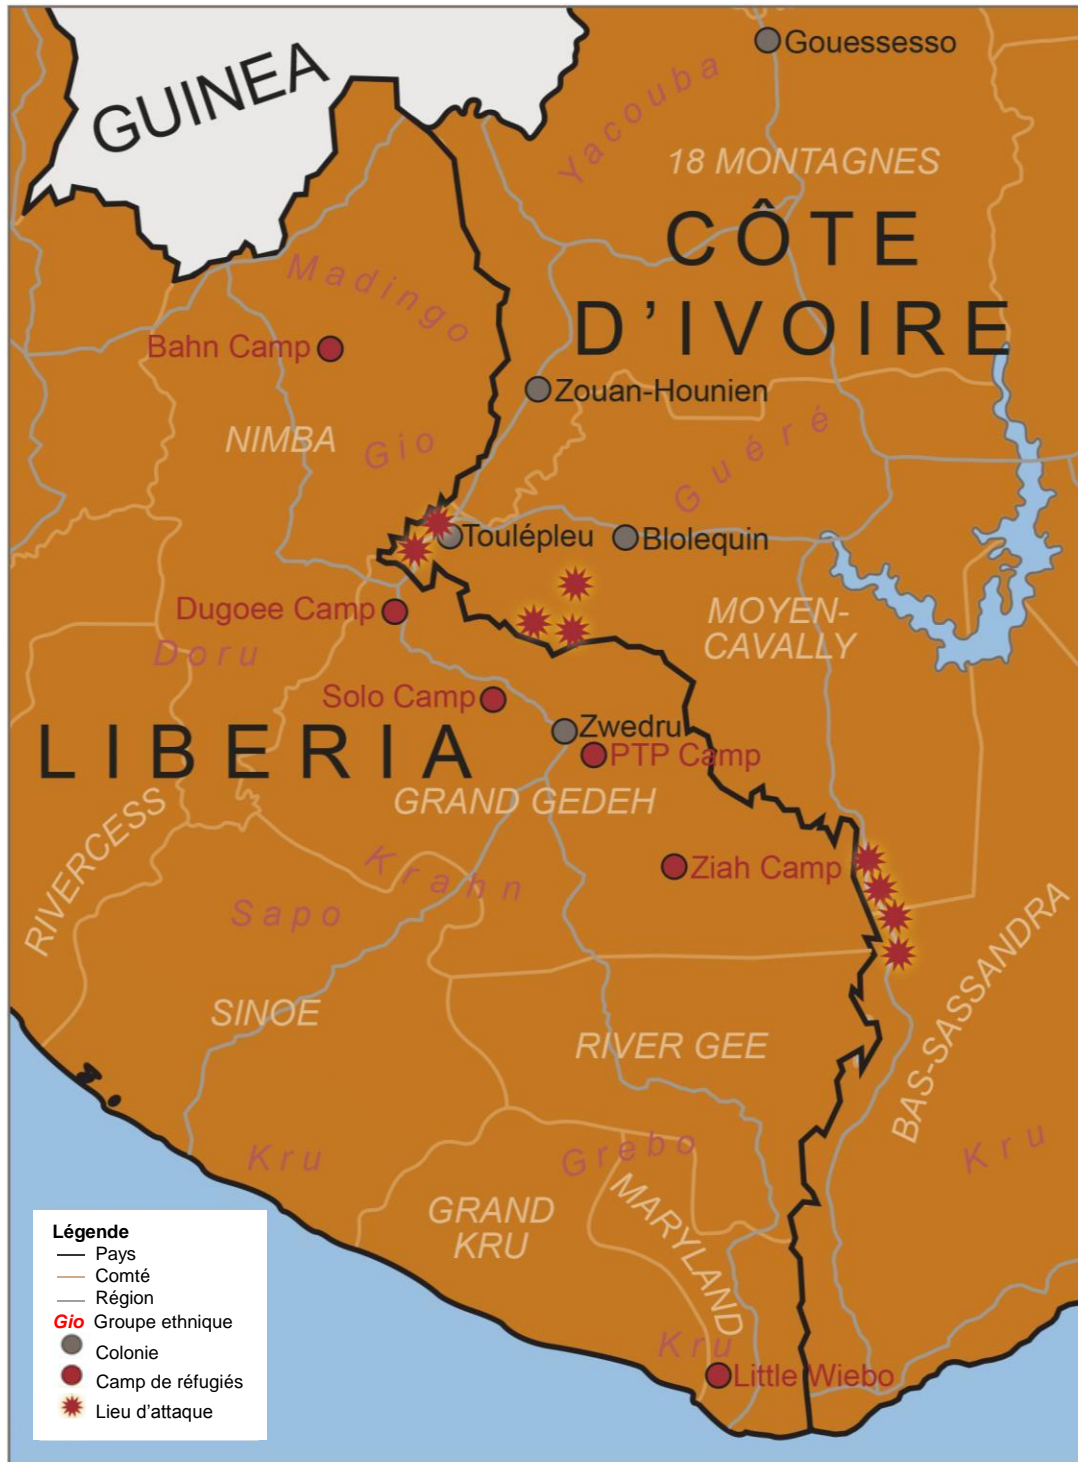 Gouessesso
GUINEA
Yacouba
18 MONTAGNES
CÔTE
D'IVOIRE
Madingo
Bahn Camp
Zouan-Hounien
NIMBA
Gio
Guéré
Toulépleu
Blolequin
Dugoee Camp
MOYEN-
CAVALLY
Doru
Solo Camp
Zwedru
LIBERIA
PTP Camp
GRAND GEDEH
RIVERCESS
Krahn
Ziah Camp
Sapo
BAS-SASSANDRA
SINOE
RIVER GEE
Kru
Grebo
Kru
GRAND
KRU
MARYLAND
Kru
Little Wiebo
Légende
Pays
Comté
Région
Gio Groupe ethnique
Colonie
Camp de réfugiés
Lieu d'attaque